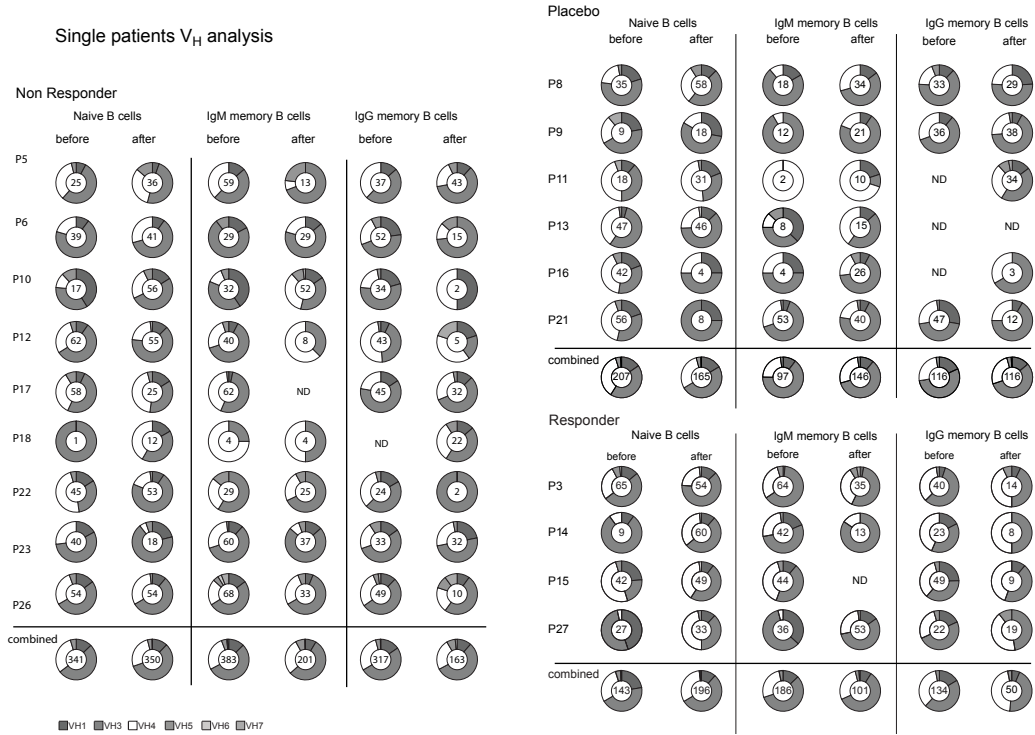 Single patients VH analysis
Non Responder
Naive B cells IgM memory B cells IgG memory B cells
before after before after before after
P5 25 36 59 13 37 43
P6 39 41 29 29 52 15
P10 17 56 32 52 34 2
P12 62 55 40 8 43 5
P17 58 25 62 ND 45 32
P18 1 12 4 4 ND 22
P22 45 53 29 25 24 2
P23 40 18 60 37 33 32
P26 54 54 68 33 49 10
combined 341 350 383 201 317 163
VH1 VH3 VH4 VH5 VH6 VH7
Placebo
Naive B cells IgM memory B cells IgG memory B cells
before after before after before after
P8 35 58 18 34 33 29
P9 9 18 12 21 36 38
P11 18 31 2 10 ND 34
P13 47 46 8 15 ND ND
P16 42 4 4 26 ND 3
P21 56 8 53 40 47 12
combined 207 165 97 146 116 116
Responder
Naive B cells IgM memory B cells IgG memory B cells
before after before after before after
P3 65 54 64 35 40 14
P14 9 60 42 13 23 8
P15 42 49 44 ND 49 9
P27 27 33 36 53 22 19
combined 143 196 186 101 134 50